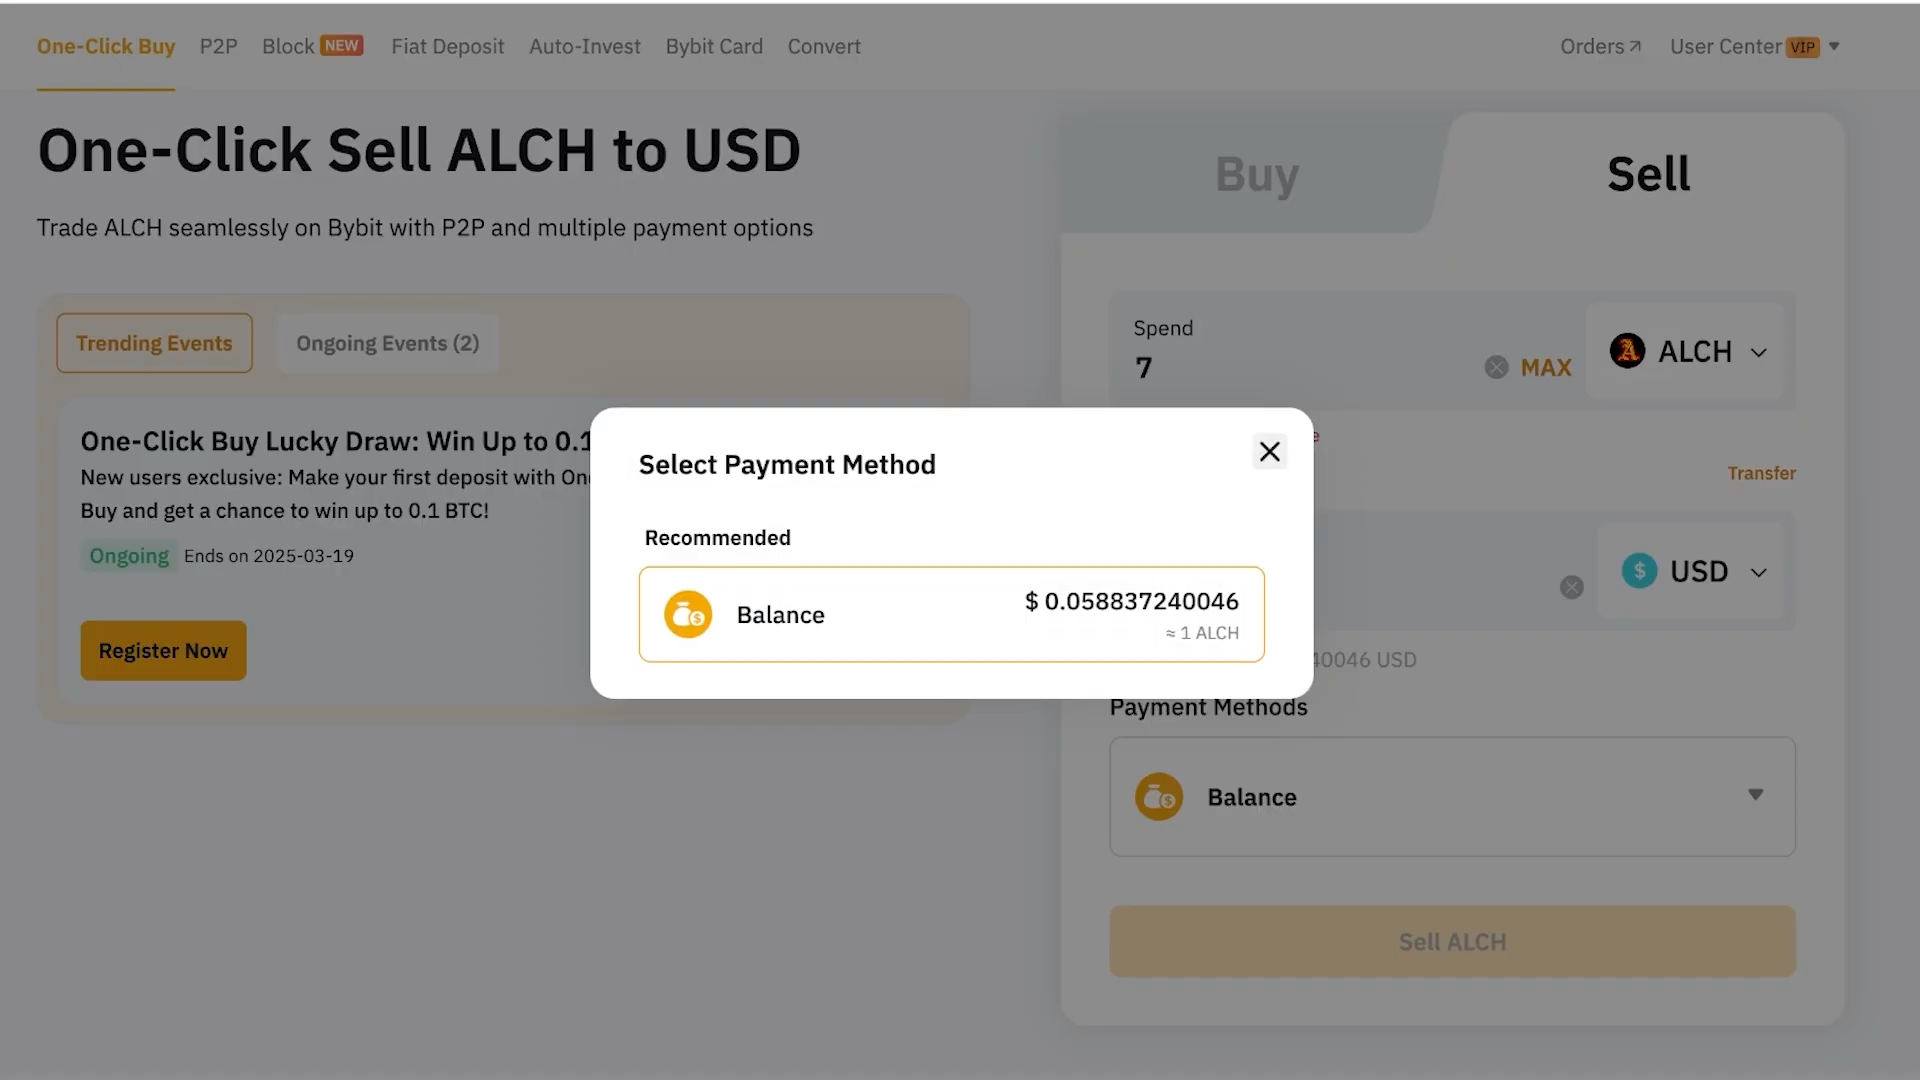 One-Click Buy P2P Block NEW Fiat Deposit Auto-Invest Bybit Card Convert Orders User Center VIP
One-Click Sell ALCH to USD
Trade ALCH seamlessly on Bybit with P2P and multiple payment options
Trending Events Ongoing Events (2)
One-Click Buy Lucky Draw: Win Up to 0.1
New users exclusive: Make your first deposit with
Buy and get a chance to win up to 0.1 BTC!
Ongoing Ends on 2025-03-19
Register Now
Buy Sell
Spend
7 MAX ALCH
Transfer
USD
40046 USD
Payment Methods
Balance
Sell ALCH
Select Payment Method
Recommended
Balance $ 0.058837240046
≈ 1 ALCH